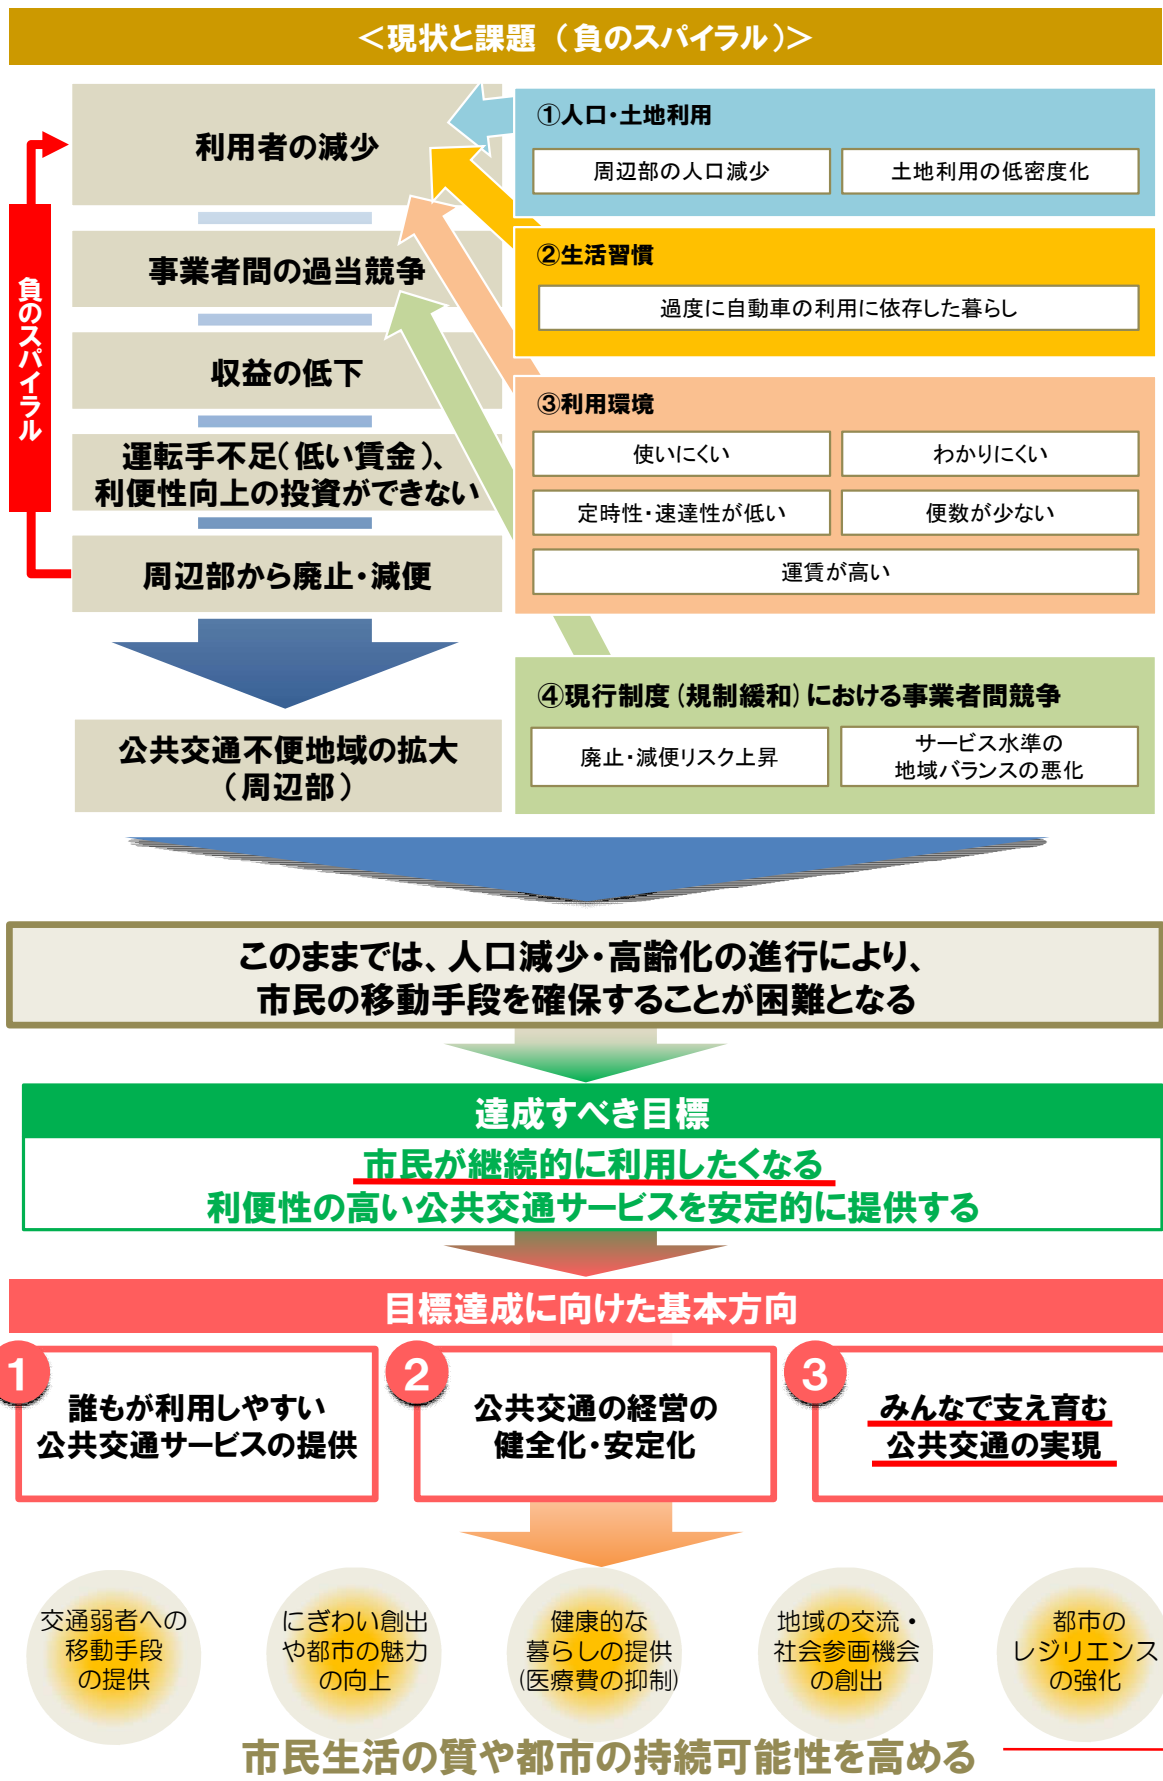 ＜現状と課題（負のスパイラル）＞
利用者の減少
事業者間の過当競争
収益の低下
運転手不足（低い賃金）、
利便性向上の投資ができない
周辺部から廃止・減便
負のスパイラル
公共交通不便地域の拡大
（周辺部）
①人口・土地利用
周辺部の人口減少
土地利用の低密度化
②生活習慣
過度に自動車の利用に依存した暮らし
③利用環境
使いにくい
わかりにくい
定時性・速達性が低い
便数が少ない
運賃が高い
④現行制度（規制緩和）における事業者間競争
廃止・減便リスク上昇
サービス水準の
地域バランスの悪化
このままでは、人口減少・高齢化の進行により、
市民の移動手段を確保することが困難となる
達成すべき目標
市民が継続的に利用したくなる
利便性の高い公共交通サービスを安定的に提供する
目標達成に向けた基本方向
1
誰もが利用しやすい
公共交通サービスの提供
2
公共交通の経営の
健全化・安定化
3
みんなで支え育む
公共交通の実現
交通弱者への
移動手段
の提供
にぎわい創出
や都市の魅力
の向上
健康的な
暮らしの提供
(医療費の抑制)
地域の交流・
社会参画機会
の創出
都市の
レジリエンス
の強化
市民生活の質や都市の持続可能性を高める